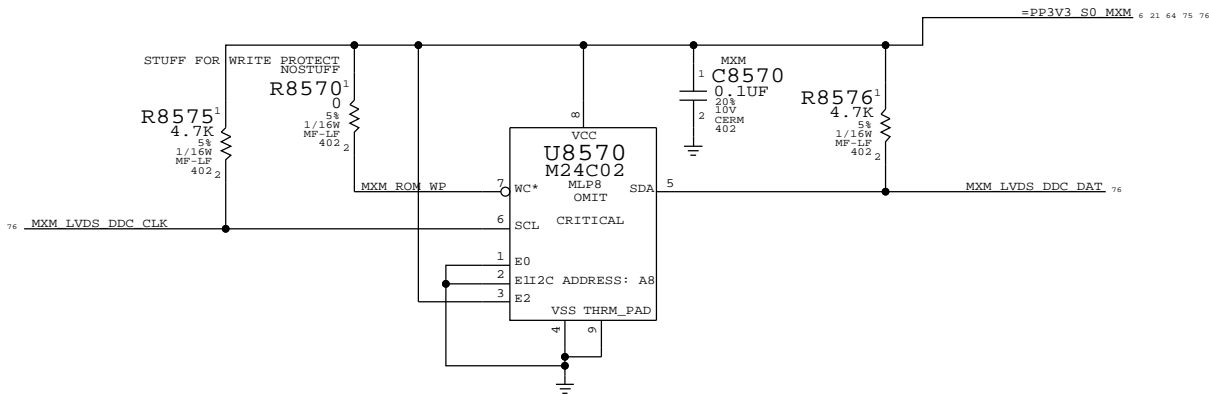 =PP3V3_S0_MXM 6 21 64 75 76
STUFF FOR WRITE PROTECT
NOSTUFF
R8570 1
0
5%
1/16W
MF-LF
402 2
R8575 1
4.7K
5%
1/16W
MF-LF
402 2
MXM
1 C8570
0.1UF
20%
10V
2 CERM
402
R8576 1
4.7K
5%
1/16W
MF-LF
402 2
8
VCC
U8570
M24C02
MLP8
OMIT
CRITICAL
MXM_ROM_WP 7 WC*
SDA 5 MXM_LVDS_DDC_DAT 76
76 MXM_LVDS_DDC_CLK 6 SCL
1 E0
2 E1 I2C ADDRESS: A8
3 E2
VSS THRM_PAD
4 9